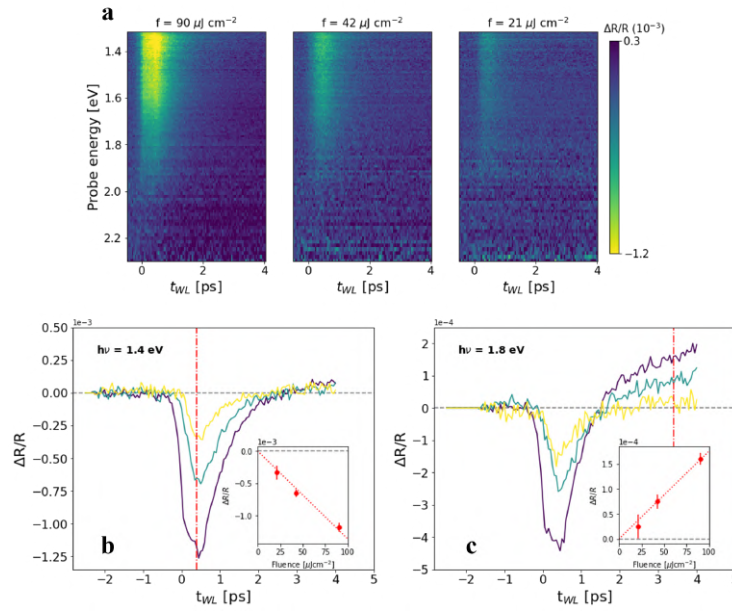 a
f = 90 μJ cm⁻²
f = 42 μJ cm⁻²
f = 21 μJ cm⁻²
ΔR/R (10⁻³)
0.3
−1.2
Probe energy [eV]
1.4
1.6
1.8
2.0
2.2
0 2 4
0 2 4
0 2 4
t_WL [ps]
t_WL [ps]
t_WL [ps]
1e−3
hν = 1.4 eV
ΔR/R
0.50
0.25
0.00
−0.25
−0.50
−0.75
−1.00
−1.25
−2 −1 0 1 2 3 4 5
t_WL [ps]
b
1e−3
ΔR/R
0.0
−0.5
−1.0
0 25 50 75 100
Fluence [μJcm⁻²]
1e−4
hν = 1.8 eV
ΔR/R
2
1
0
−1
−2
−3
−4
−5
−2 −1 0 1 2 3 4 5
t_WL [ps]
c
1e−4
ΔR/R
1.5
1.0
0.5
0.0
0 25 50 75 100
Fluence [μJcm⁻²]